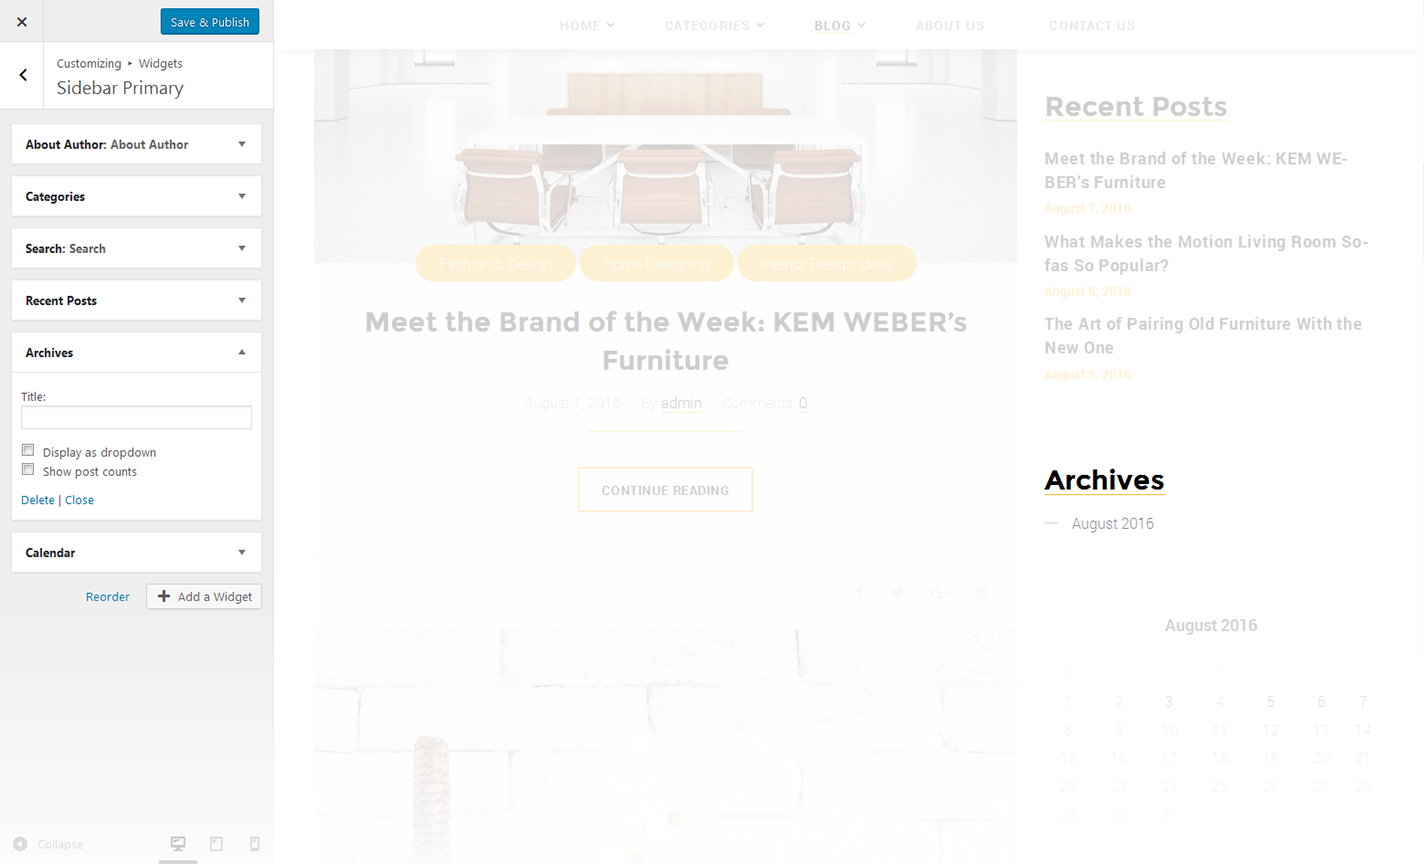 Save & Publish
Customizing ▸ Widgets
Sidebar Primary
About Author: About Author
Categories
Search: Search
Recent Posts
Archives
Title:
Display as dropdown
Show post counts
Delete | Close
Calendar
Reorder
Add a Widget
Collapse
HOME CATEGORIES BLOG ABOUT US CONTACT US
Fashion & Design Home Designing Interior Design Ideas
Meet the Brand of the Week: KEM WEBER’s
Furniture
August 7, 2016 By admin Comments: 0
CONTINUE READING
G+
Recent Posts
Meet the Brand of the Week: KEM WE-
BER’s Furniture
August 7, 2016
What Makes the Motion Living Room So-
fas So Popular?
August 6, 2016
The Art of Pairing Old Furniture With the
New One
August 5, 2016
Archives
— August 2016
August 2016
1 2 3 4 5 6 7
8 9 10 11 12 13 14
15 16 17 18 19 20 21
22 23 24 25 26 27 28
29 30 31